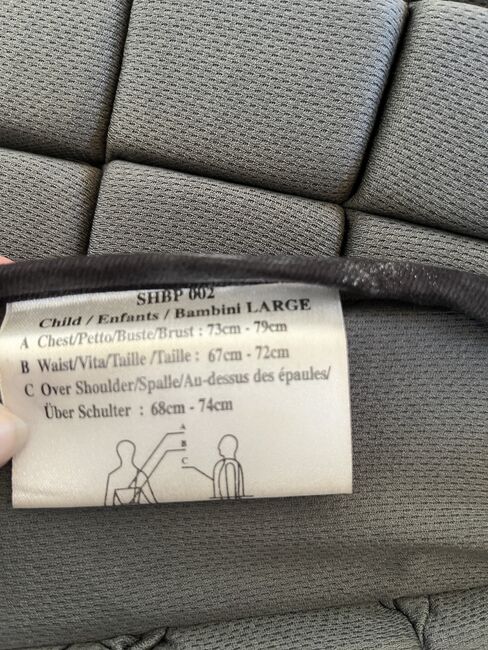 SHBP 002
Child / Enfants / Bambini LARGE
A Chest/Petto/Buste/Brust : 73cm - 79cm
B Waist/Vita/Taille /Taille : 67cm - 72cm
C Over Shoulder/Spalle/Au-dessus des épaules/
Über Schulter : 68cm - 74cm
A
B
C